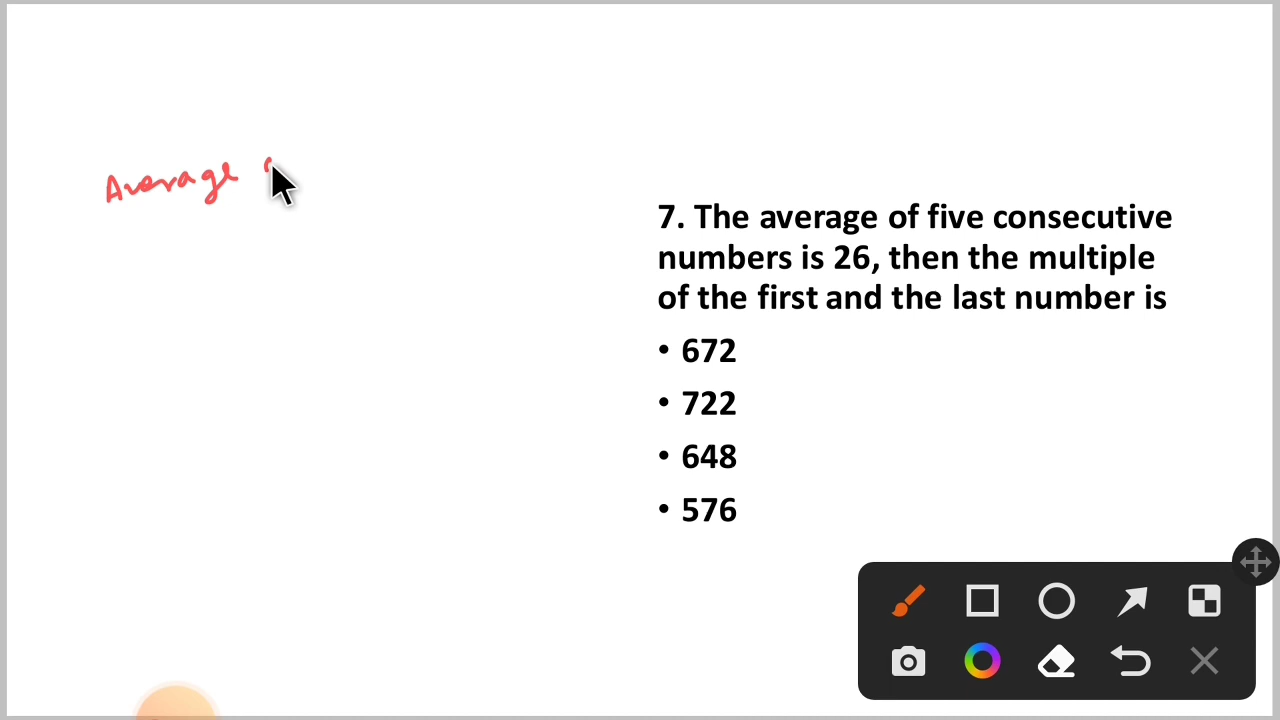 Average
7. The average of five consecutive
numbers is 26, then the multiple
of the first and the last number is
• 672
• 722
• 648
• 576